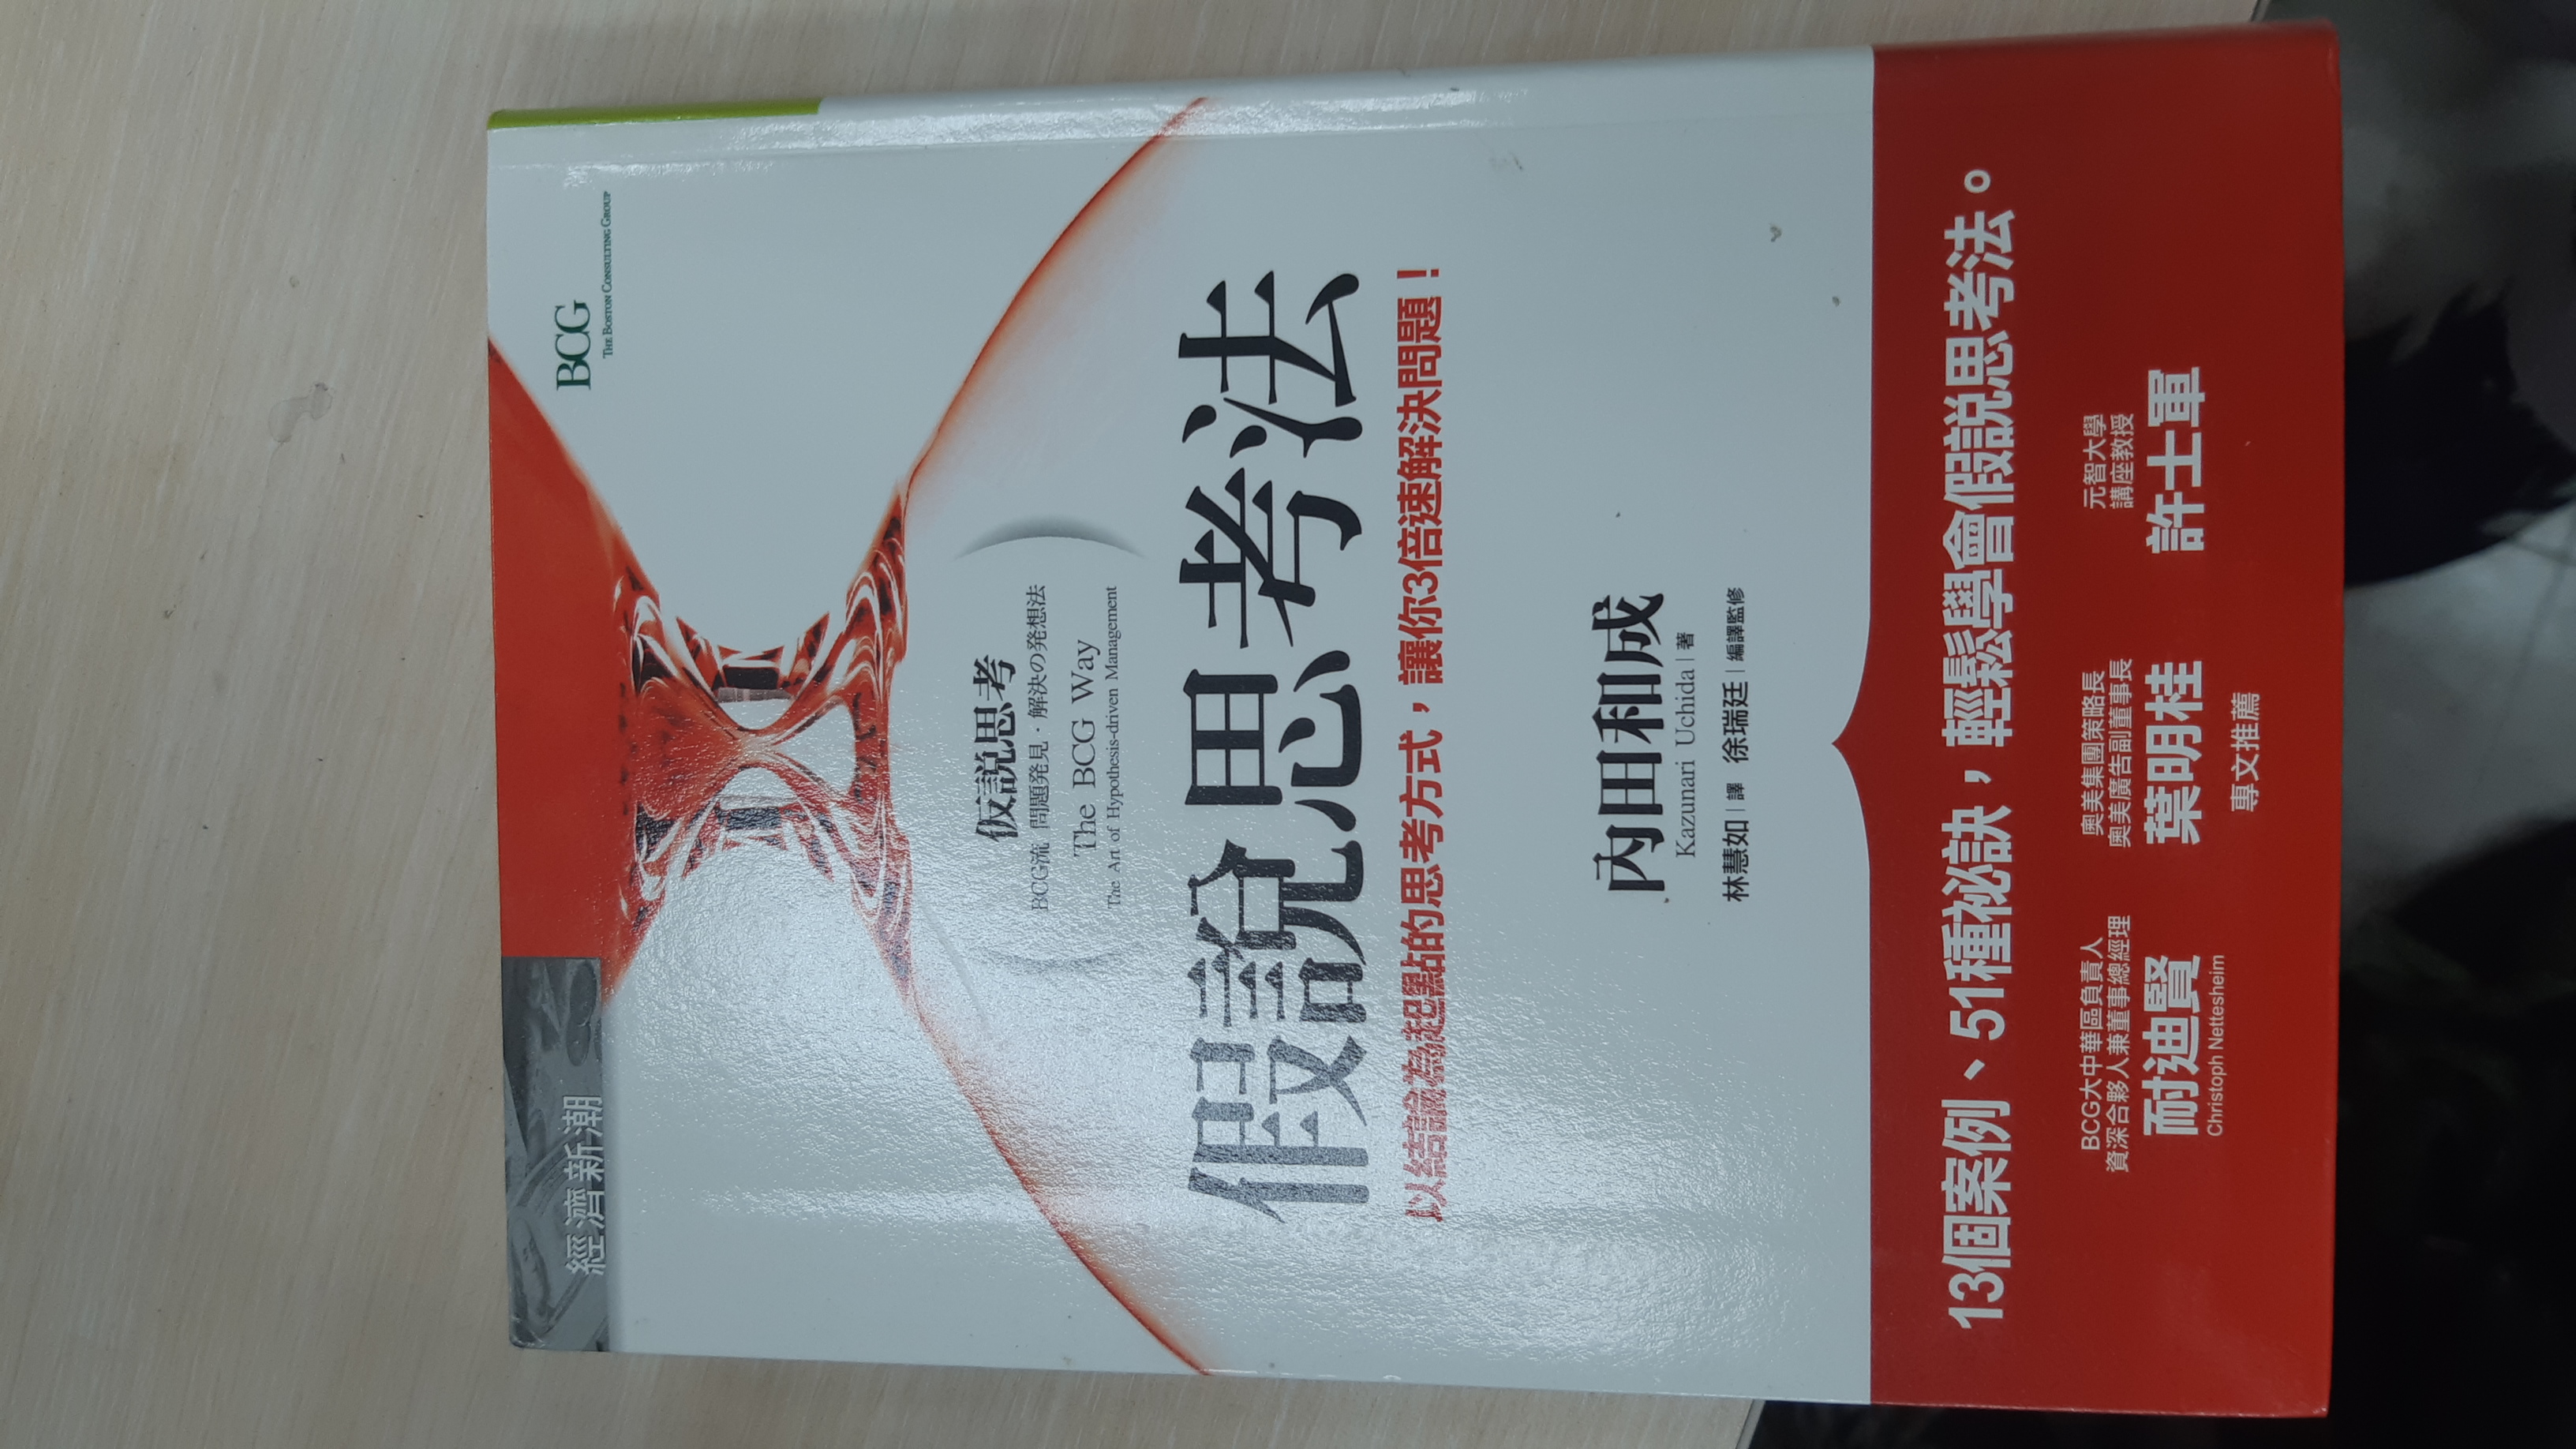 經濟新潮
BCG
THE BOSTON CONSULTING GROUP
仮説思考
BCG流 問題発見・解決の発想法
The BCG Way
The Art of Hypothesis-driven Management
假說思考法
以結論為起點的思考方式，讓你3倍速解決問題！
內田和成
Kazunari Uchida｜著
林慧如｜譯 徐瑞廷｜編譯監修
13個案例、51種祕訣，輕鬆學會假説思考法。
BCG大中華區負責人
資深合夥人兼董事總經理
耐迪賢
Christoph Nettesheim
奧美集團策略長
奧美廣告副董事長
葉明桂
元智大學
講座教授
許士軍
專文推薦